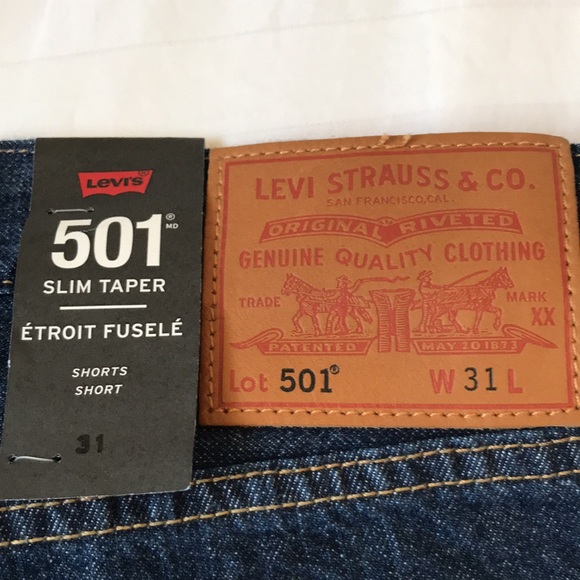 Levi's
501® MD
SLIM TAPER
ÉTROIT FUSELÉ
SHORTS
SHORT
31
LEVI STRAUSS & CO.
SAN FRANCISCO, CAL.
ORIGINAL RIVETED
GENUINE QUALITY CLOTHING
TRADE MARK
XX
PATENTED MAY 20 1873
Lot 501® W 31 L